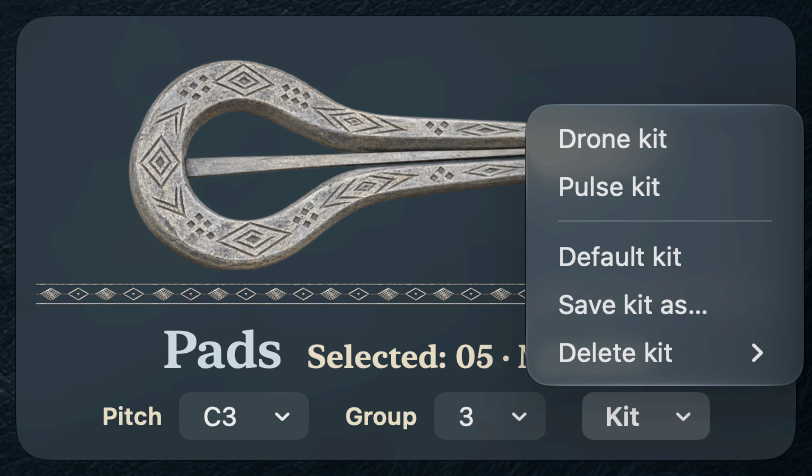 Drone kit
Pulse kit
Default kit
Save kit as...
Delete kit
Pads Selected: 05 ·
Pitch C3 Group 3 Kit